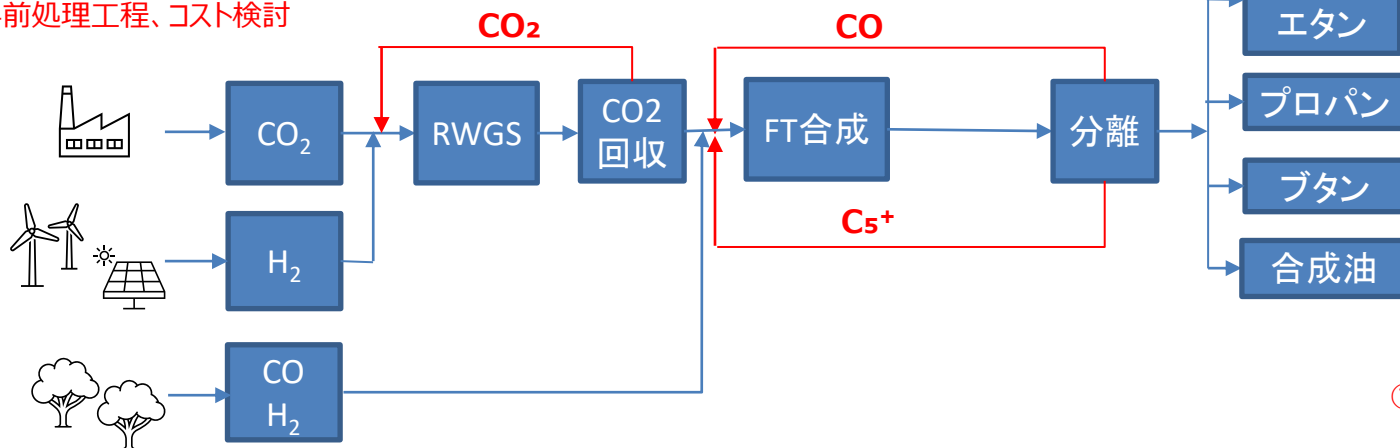 前処理工程、コスト検討
CO₂
CO
エタン
プロパン
ブタン
合成油
CO₂
RWGS
CO2
回収
FT合成
分離
C₅⁺
H₂
CO
H₂